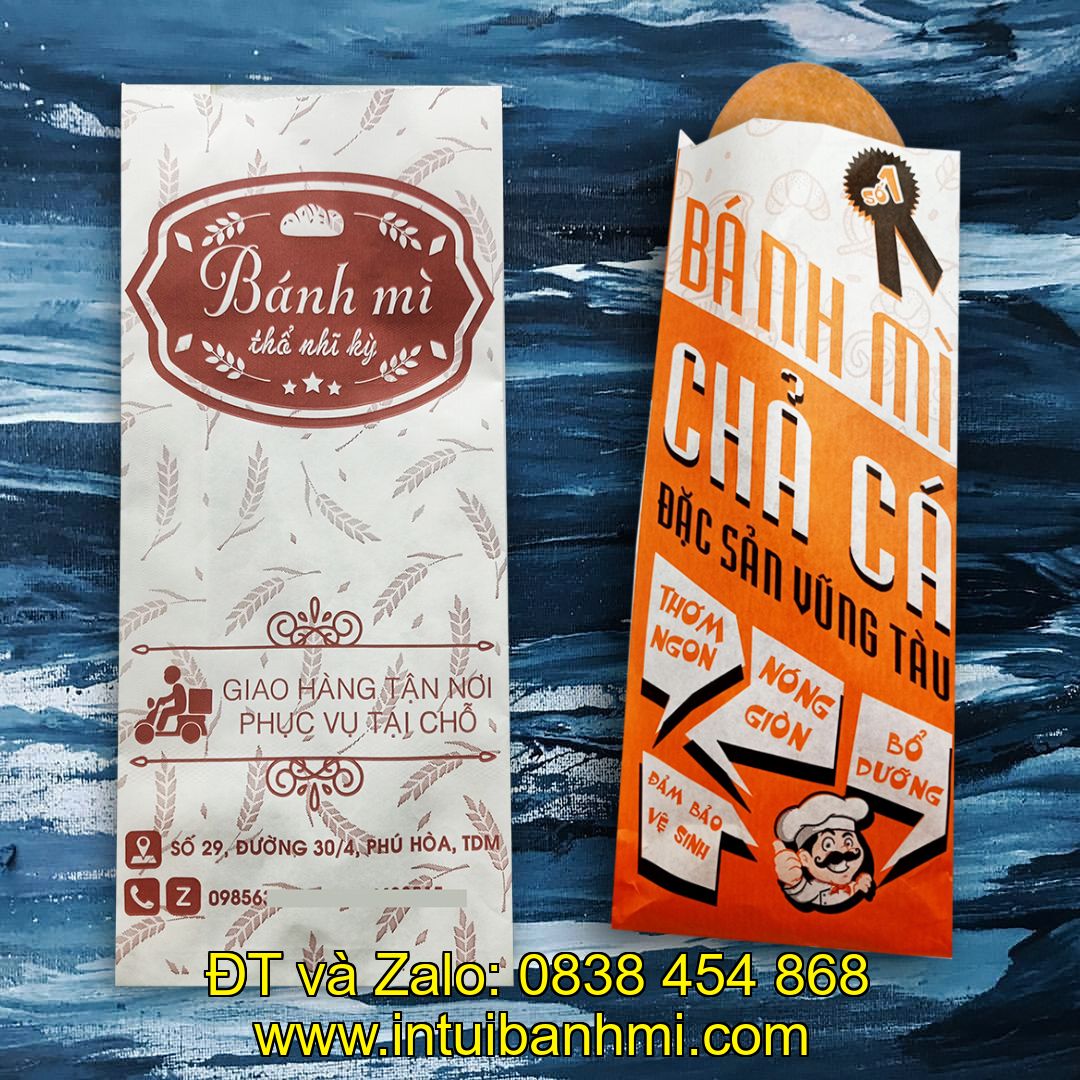 Bánh mì
thổ nhĩ kỳ
GIAO HÀNG TẬN NƠI
PHỤC VỤ TẠI CHỖ
SỐ 29, ĐƯỜNG 30/4, PHÚ HÒA, TDM
Z
SỐ 1
BÁNH MÌ
CHẢ CÁ
ĐẶC SẢN VŨNG TÀU
THƠM
NGON
NÓNG
GIÒN
BỔ
DƯỠNG
ĐẢM BẢO
VỆ SINH
ĐT và Zalo: 0838 454 868
www.intuibanhmi.com